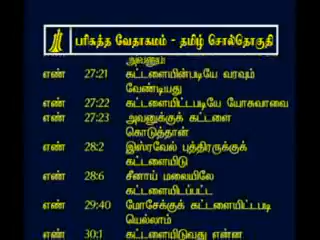 பரிசுத்த வேதாகமம் - தமிழ் சொல்தொகுதி
அவனும்
எண் 27:21 கட்டளையின்படியே வரவும்
வேண்டியது
எண் 27:22 கட்டளையிட்டபடியே யோசுவாவை
எண் 27:23 அவனுக்குக் கட்டளை
கொடுத்தான்
எண் 28:2 இஸ்ரவேல் புத்திரருக்குக்
கட்டளையிடு
எண் 28:6 சீனாய் மலையிலே
கட்டளையிடப்பட்ட
எண் 29:40 மோசேக்குக் கட்டளையிட்டபடி
யெல்லாம்
எண் 30:1 கட்டளையிடுவது என்ன